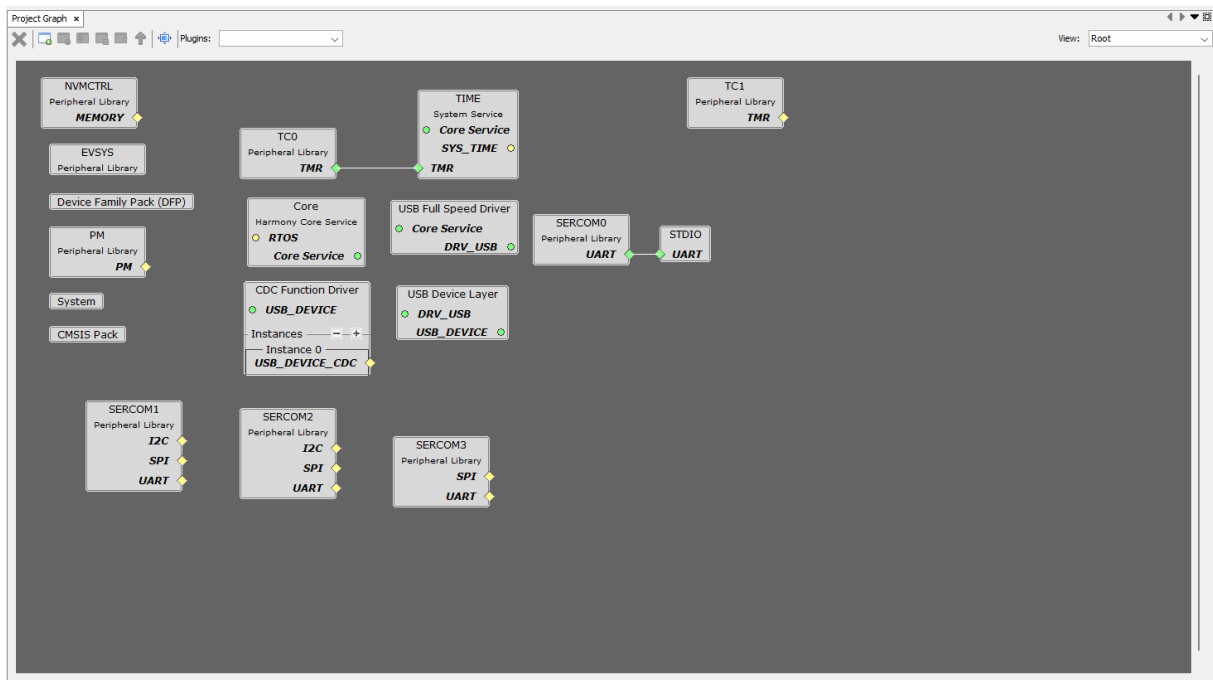 Project Graph ×
Plugins:
View: Root
NVMCTRL
Peripheral Library
MEMORY
EVSYS
Peripheral Library
Device Family Pack (DFP)
PM
Peripheral Library
PM
System
CMSIS Pack
TC0
Peripheral Library
TMR
TIME
System Service
Core Service
SYS_TIME
TMR
TC1
Peripheral Library
TMR
Core
Harmony Core Service
RTOS
Core Service
USB Full Speed Driver
Core Service
DRV_USB
SERCOM0
Peripheral Library
UART
STDIO
UART
CDC Function Driver
USB_DEVICE
Instances − +
Instance 0
USB_DEVICE_CDC
USB Device Layer
DRV_USB
USB_DEVICE
SERCOM1
Peripheral Library
I2C
SPI
UART
SERCOM2
Peripheral Library
I2C
SPI
UART
SERCOM3
Peripheral Library
SPI
UART